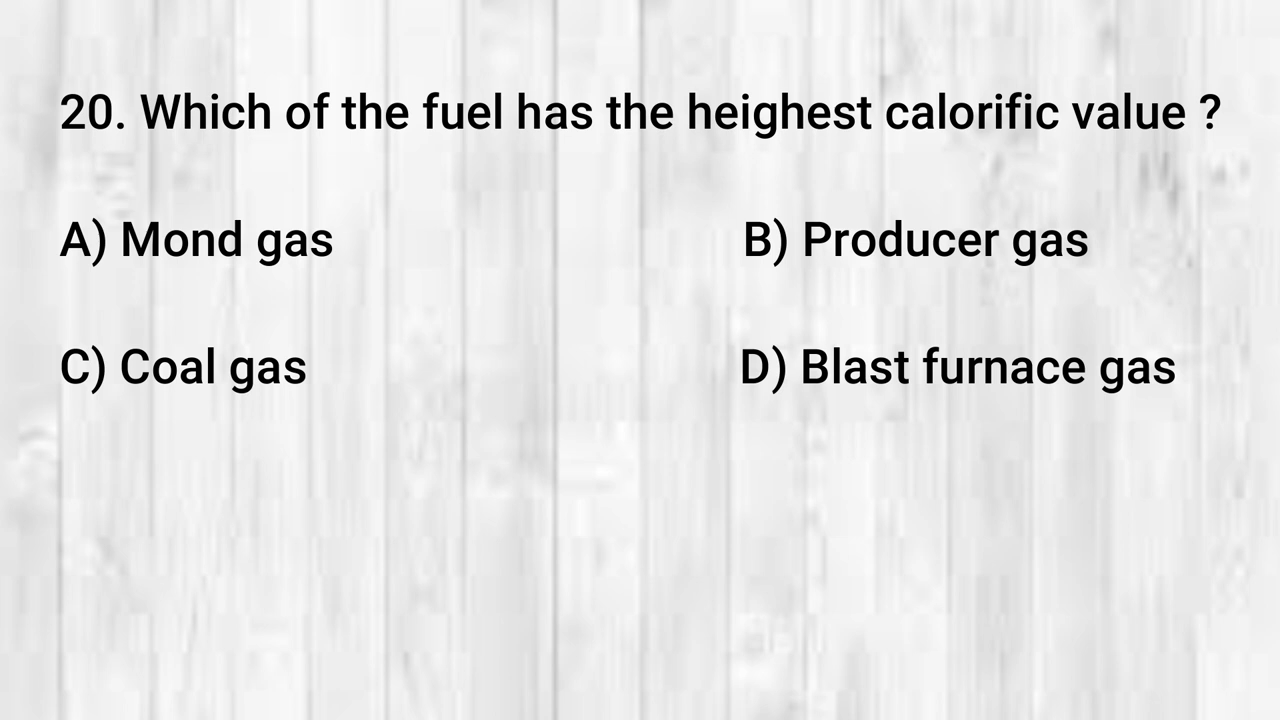 20. Which of the fuel has the heighest calorific value ?
A) Mond gas B) Producer gas
C) Coal gas D) Blast furnace gas